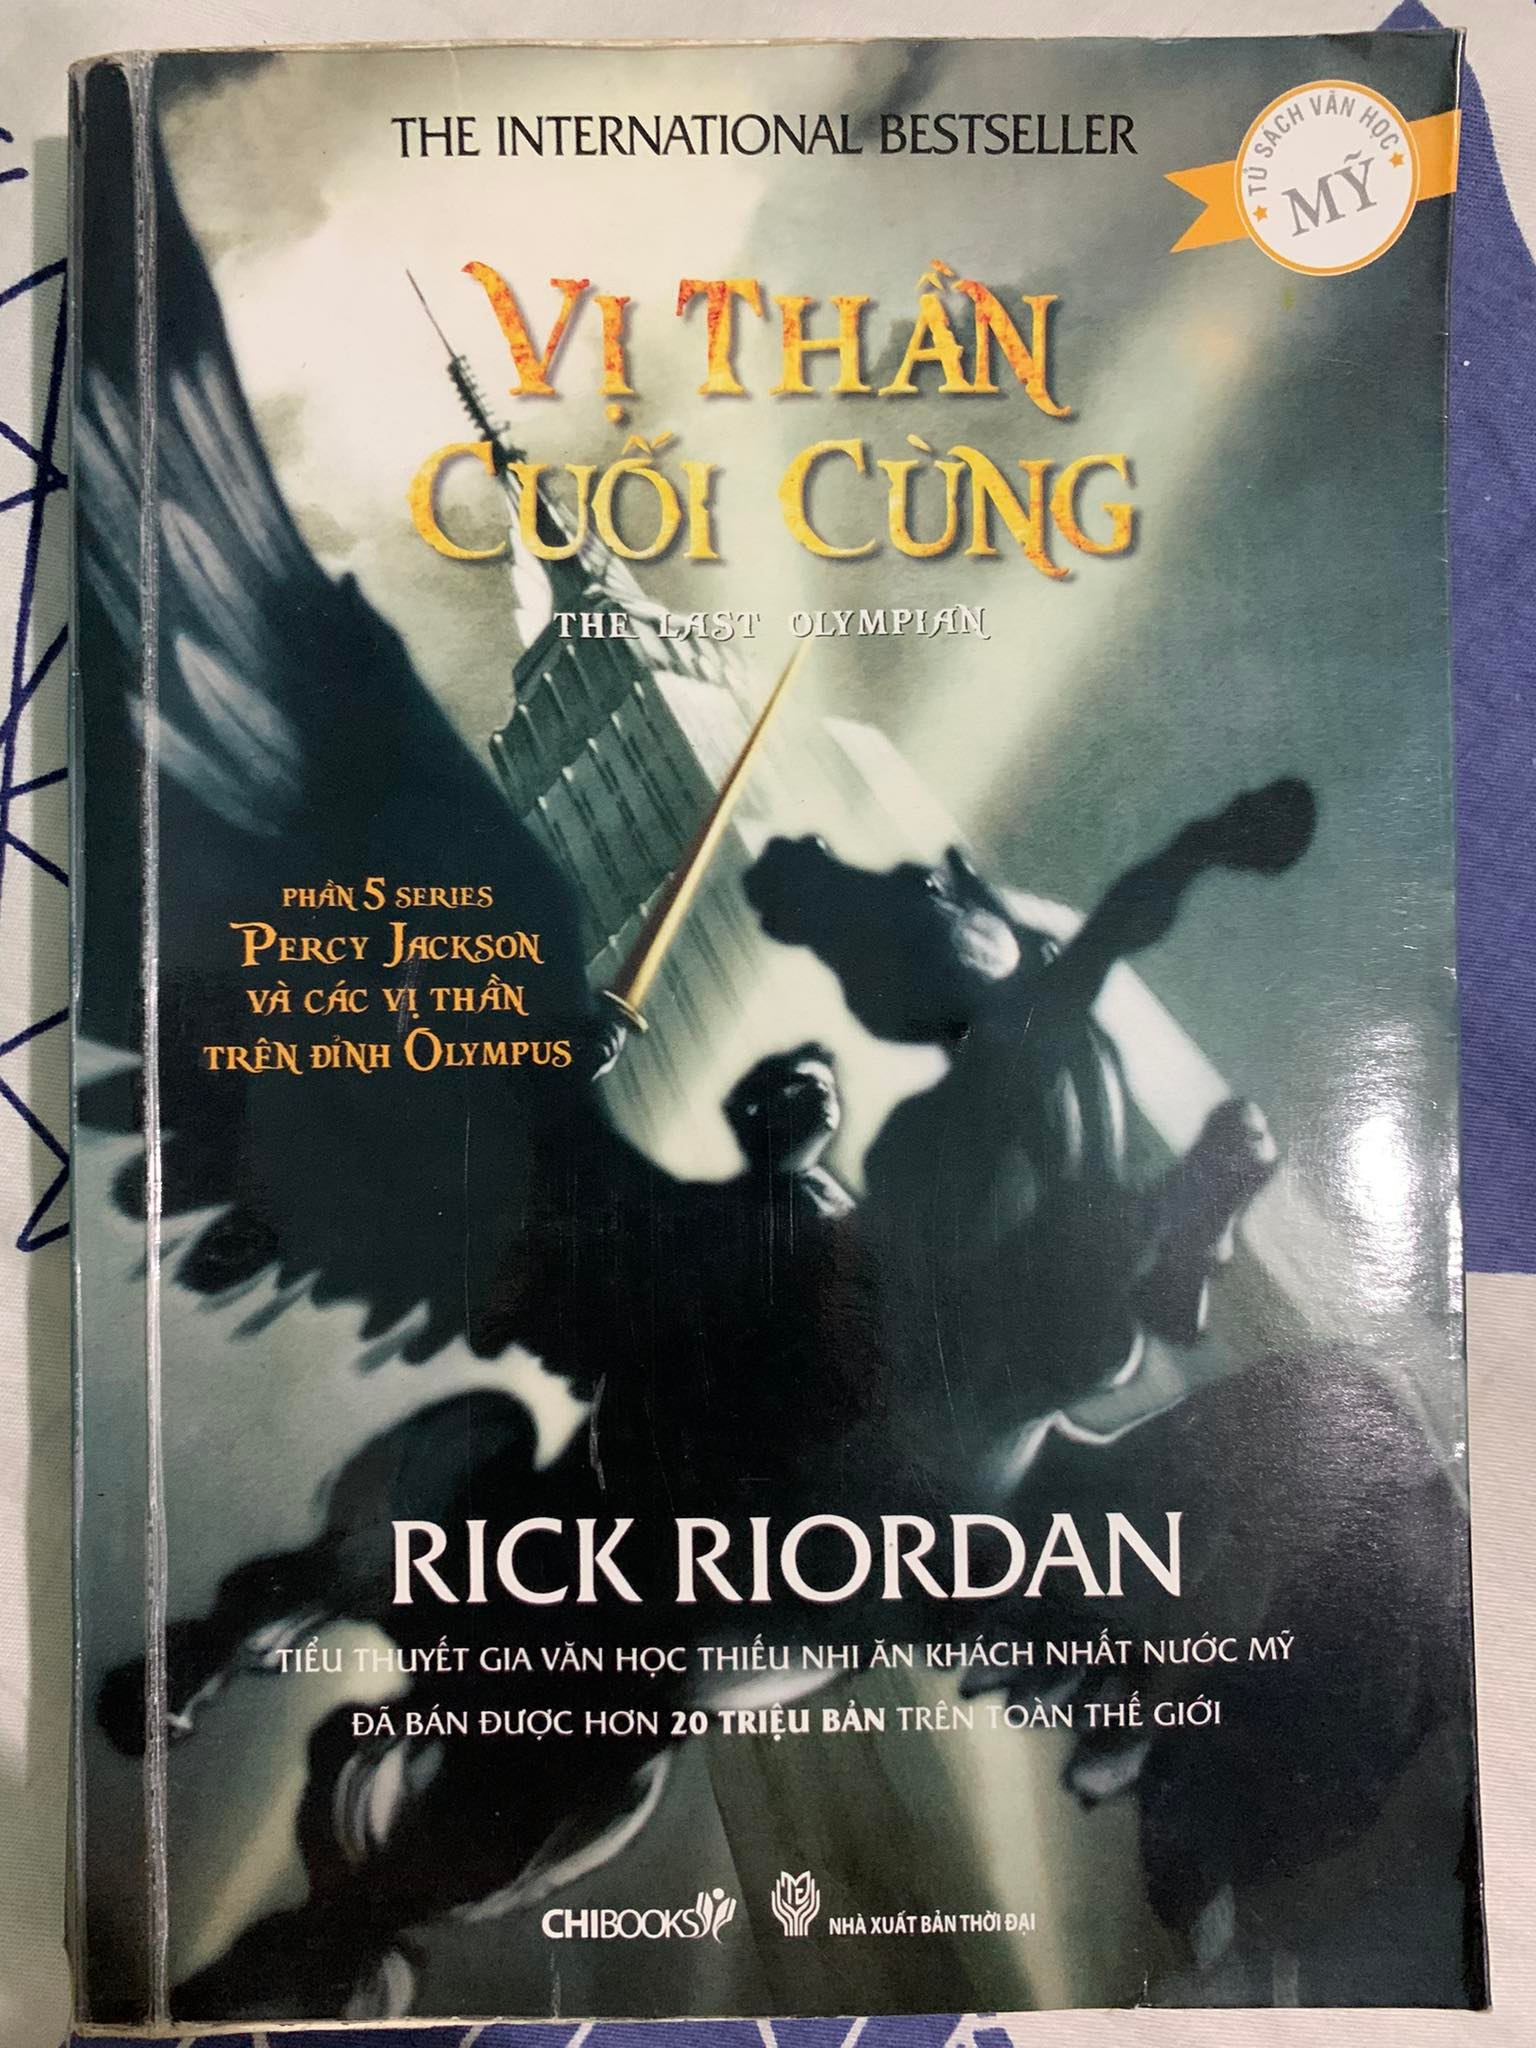 THE INTERNATIONAL BESTSELLER
TỦ SÁCH VĂN HỌC
MỸ
VỊ THẦN
CUỐI CÙNG
THE LAST OLYMPIAN
PHẦN 5 SERIES
PERCY JACKSON
VÀ CÁC VỊ THẦN
TRÊN ĐỈNH OLYMPUS
RICK RIORDAN
TIỂU THUYẾT GIA VĂN HỌC THIẾU NHI ĂN KHÁCH NHẤT NƯỚC MỸ
ĐÃ BÁN ĐƯỢC HƠN 20 TRIỆU BẢN TRÊN TOÀN THẾ GIỚI
CHIBOOKS
NHÀ XUẤT BẢN THỜI ĐẠI